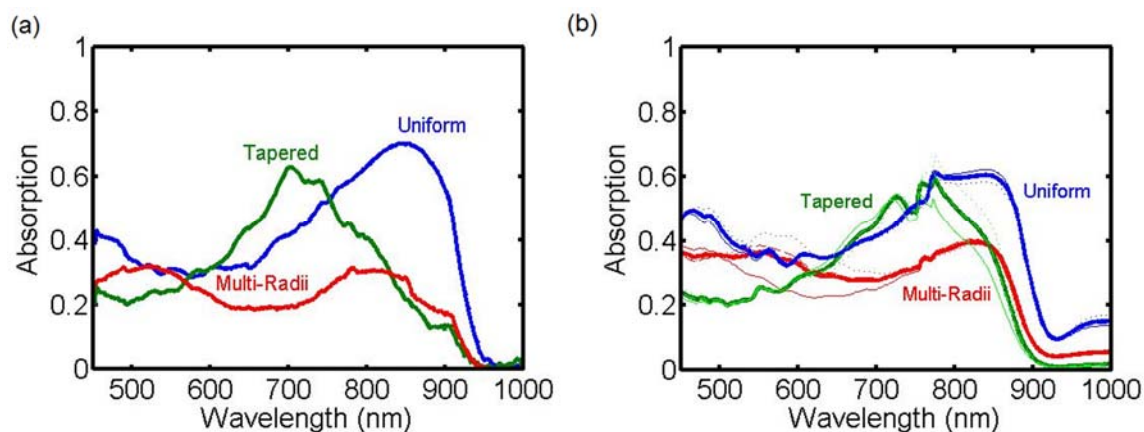 (a)
1
0.8
0.6
0.4
0.2
0
Absorption
Uniform
Tapered
Multi-Radii
500 600 700 800 900 1000
Wavelength (nm)
(b)
1
0.8
0.6
0.4
0.2
0
Absorption
Tapered
Uniform
Multi-Radii
500 600 700 800 900 1000
Wavelength (nm)